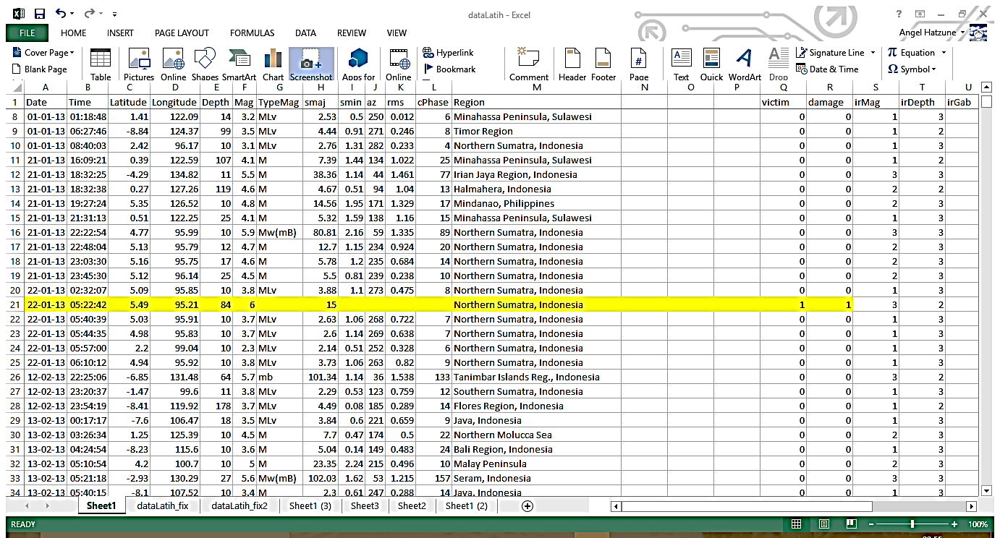 dataLatih - Excel
FILE HOME INSERT PAGE LAYOUT FORMULAS DATA REVIEW VIEW
Angel Hatzune
Cover Page
Blank Page
Table Pictures Online Shapes SmartArt Chart Screenshot Apps for Online
Hyperlink
Bookmark
Comment Header Footer Page Text Quick WordArt Drop
Signature Line
Date & Time
Equation
Symbol
A B C D E F G H I J K L M N O P Q R S T U
1 Date Time Latitude Longitude Depth Mag TypeMag smaj smin az rms cPhase Region victim damage irMag irDepth irGab
8 01-01-13 01:18:48 1.41 122.09 14 3.2 MLv 2.53 0.5 250 0.012 6 Minahassa Peninsula, Sulawesi 0 0 1 3
9 01-01-13 06:27:46 -8.84 124.37 99 3.5 MLv 4.44 0.91 271 0.246 8 Timor Region 0 0 1 2
10 01-01-13 08:40:03 2.42 96.17 10 3.1 MLv 2.76 1.31 282 0.233 4 Northern Sumatra, Indonesia 0 0 1 3
11 21-01-13 16:09:21 0.39 122.59 107 4.1 M 7.39 1.44 134 1.022 25 Minahassa Peninsula, Sulawesi 0 0 1 2
12 21-01-13 18:32:25 -4.29 134.82 11 5.5 M 38.36 1.14 44 1.461 77 Irian Jaya Region, Indonesia 0 0 3 3
13 21-01-13 18:32:38 0.27 127.26 119 4.6 M 4.67 0.51 94 1.04 13 Halmahera, Indonesia 0 0 2 2
14 21-01-13 19:27:24 5.35 126.52 10 4.8 M 14.56 1.95 171 1.329 17 Mindanao, Philippines 0 0 2 3
15 21-01-13 21:31:13 0.51 122.25 25 4.1 M 5.32 1.59 138 1.16 15 Minahassa Peninsula, Sulawesi 0 0 1 3
16 21-01-13 22:22:54 4.77 95.99 10 5.9 Mw(mB) 80.81 2.16 59 1.335 89 Northern Sumatra, Indonesia 0 0 3 3
17 21-01-13 22:48:04 5.13 95.79 12 4.7 M 12.7 1.15 234 0.924 20 Northern Sumatra, Indonesia 0 0 2 3
18 21-01-13 23:03:30 5.16 95.75 17 4.6 M 5.78 1.2 235 0.684 14 Northern Sumatra, Indonesia 0 0 2 3
19 21-01-13 23:45:30 5.12 96.14 25 4.5 M 5.5 0.81 239 0.238 10 Northern Sumatra, Indonesia 0 0 2 3
20 22-01-13 02:32:07 5.09 95.85 10 3.8 MLv 3.88 1.1 273 0.475 8 Northern Sumatra, Indonesia 0 0 1 3
21 22-01-13 05:22:42 5.49 95.21 84 6 15 Northern Sumatra, Indonesia 1 1 3 2
22 22-01-13 05:40:39 5.03 95.91 10 3.7 MLv 2.63 1.06 268 0.722 7 Northern Sumatra, Indonesia 0 0 1 3
23 22-01-13 05:44:35 4.98 95.83 10 3.7 MLv 2.6 1.14 269 0.638 7 Northern Sumatra, Indonesia 0 0 1 3
24 22-01-13 05:57:00 2.2 99.04 10 2.3 MLv 2.14 0.51 252 0.328 6 Northern Sumatra, Indonesia 0 0 1 3
25 22-01-13 06:10:12 4.94 95.92 10 3.8 MLv 3.73 1.06 263 0.82 9 Northern Sumatra, Indonesia 0 0 1 3
26 12-02-13 22:25:06 -6.85 131.48 64 5.7 mb 101.34 1.14 36 1.538 133 Tanimbar Islands Reg., Indonesia 0 0 3 2
27 12-02-13 23:20:37 -1.47 99.6 11 3.8 MLv 2.29 0.53 123 0.759 12 Southern Sumatra, Indonesia 0 0 1 3
28 12-02-13 23:54:19 -8.41 119.92 178 3.7 MLv 4.49 0.08 185 0.289 14 Flores Region, Indonesia 0 0 1 2
29 13-02-13 00:17:17 -7.6 106.47 18 3.5 MLv 3.84 0.6 221 0.659 9 Java, Indonesia 0 0 1 3
30 13-02-13 03:26:34 1.25 125.39 10 4.5 M 7.7 0.47 174 0.5 22 Northern Molucca Sea 0 0 2 3
31 13-02-13 04:24:54 -8.23 115.6 10 3.6 M 5.04 0.14 149 0.483 24 Bali Region, Indonesia 0 0 1 3
32 13-02-13 05:10:54 4.2 100.7 10 5 M 23.35 2.24 215 0.496 10 Malay Peninsula 0 0 2 3
33 13-02-13 05:21:18 -2.93 130.29 27 5.6 Mw(mB) 102.03 1.62 53 1.215 157 Seram, Indonesia 0 0 3 3
34 13-02-13 05:40:15 -8.1 107.52 10 3.4 M 2.3 0.61 247 0.288 14 Java, Indonesia 0 0 1 3
Sheet1 dataLatih_fix dataLatih_fix2 Sheet1 (3) Sheet3 Sheet2 Sheet1 (2)
READY 100%